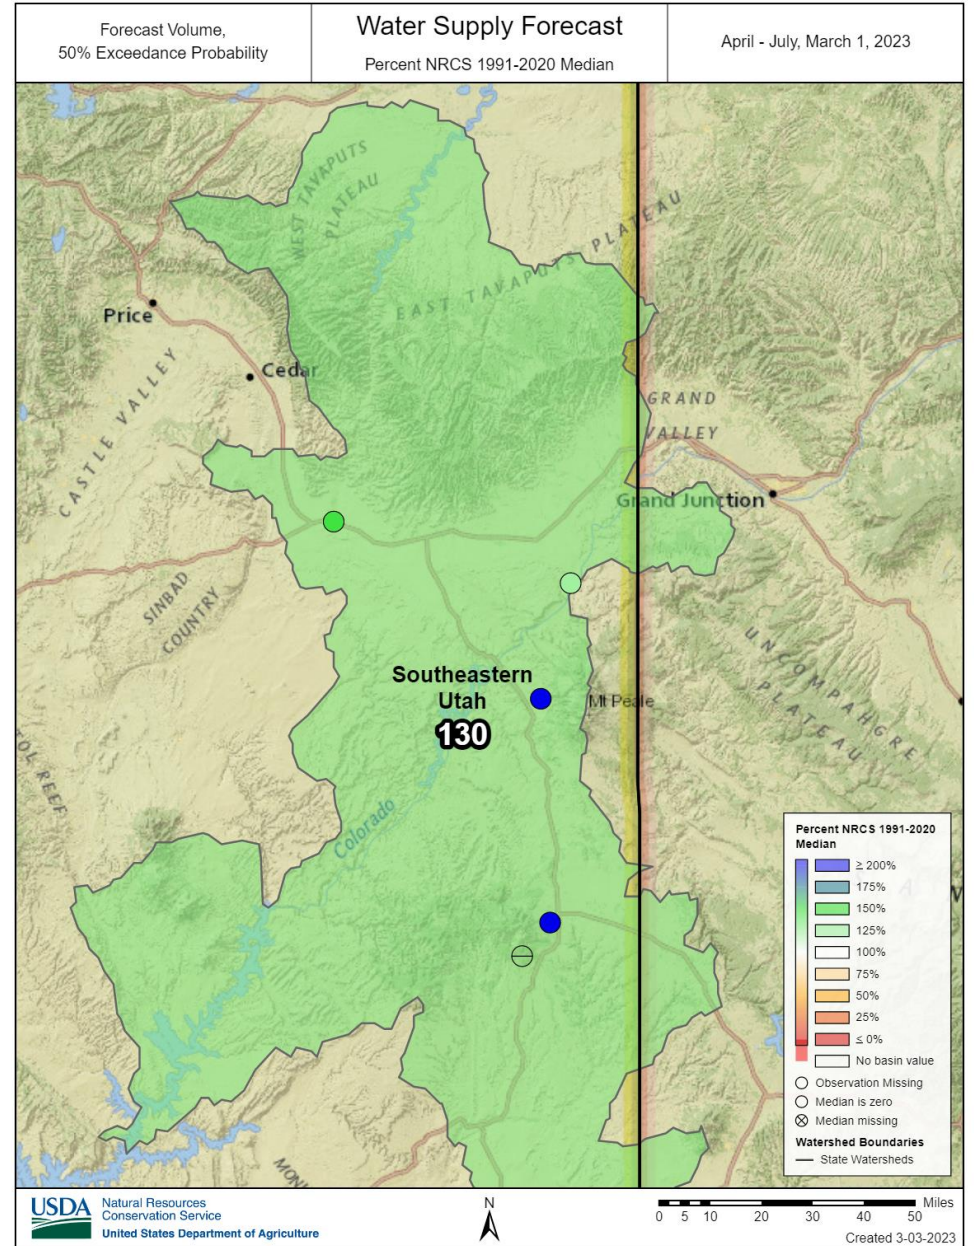 Forecast Volume,
50% Exceedance Probability
Water Supply Forecast
Percent NRCS 1991-2020 Median
April - July, March 1, 2023
WEST TAVAPUTS
PLATEAU
EAST TAVAPUTS PLATEAU
Price
Cedar
CASTLE VALLEY
GRAND
VALLEY
Grand Junction
SINBAD
COUNTRY
UNCOMPAHGRE
PLATEAU
Southeastern
Utah
130
Mt Peale
Colorado
Percent NRCS 1991-2020
Median
≥ 200%
175%
150%
125%
100%
75%
50%
25%
≤ 0%
No basin value
Observation Missing
Median is zero
Median missing
Watershed Boundaries
State Watersheds
USDA
Natural Resources
Conservation Service
United States Department of Agriculture
N
Miles
0 5 10 20 30 40 50
Created 3-03-2023